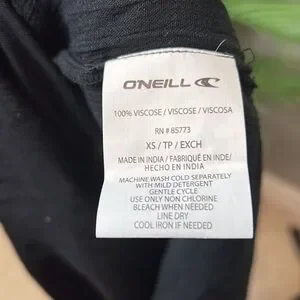 O'NEILL
100% VISCOSE / VISCOSE / VISCOSA
RN # 85773
XS / TP / EXCH
MADE IN INDIA / FABRIQUÉ EN INDE/
HECHO EN INDIA
MACHINE WASH COLD SEPARATELY
WITH MILD DETERGENT
GENTLE CYCLE
USE ONLY NON CHLORINE
BLEACH WHEN NEEDED
LINE DRY
COOL IRON IF NEEDED